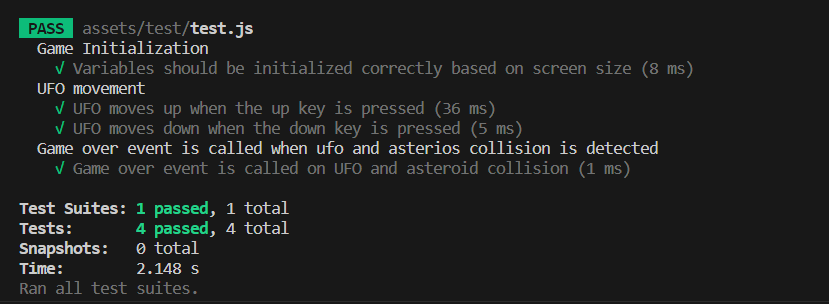 PASS assets/test/test.js
Game Initialization
√ Variables should be initialized correctly based on screen size (8 ms)
UFO movement
√ UFO moves up when the up key is pressed (36 ms)
√ UFO moves down when the down key is pressed (5 ms)
Game over event is called when ufo and asterios collision is detected
√ Game over event is called on UFO and asteroid collision (1 ms)
Test Suites: 1 passed, 1 total
Tests: 4 passed, 4 total
Snapshots: 0 total
Time: 2.148 s
Ran all test suites.